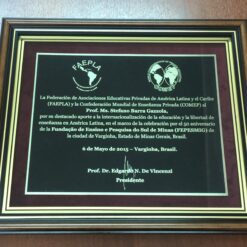 FAEPLA
La Federación de Asociaciones Educativas Privadas de América Latina y el Caribe
(FAEPLA) y la Confederación Mundial de Enseñanza Privada (COMEP) al
Prof. Ms. Stefano Barra Gazzola,
por su destacado aporte a la internacionalización de la educación y libertad de
enseñanza en América Latina, en el marco de la celebración por el 50 aniversario
de la Fundação de Ensino e Pesquisa do Sul de Minas (FEPESMIG) de
la ciudad de Varginha, Estado de Minas Gerais, Brasil.
6 de Mayo de 2015 – Varginha, Brasil.
Prof. Dr. Edgardo N. De Vincenzi
Presidente